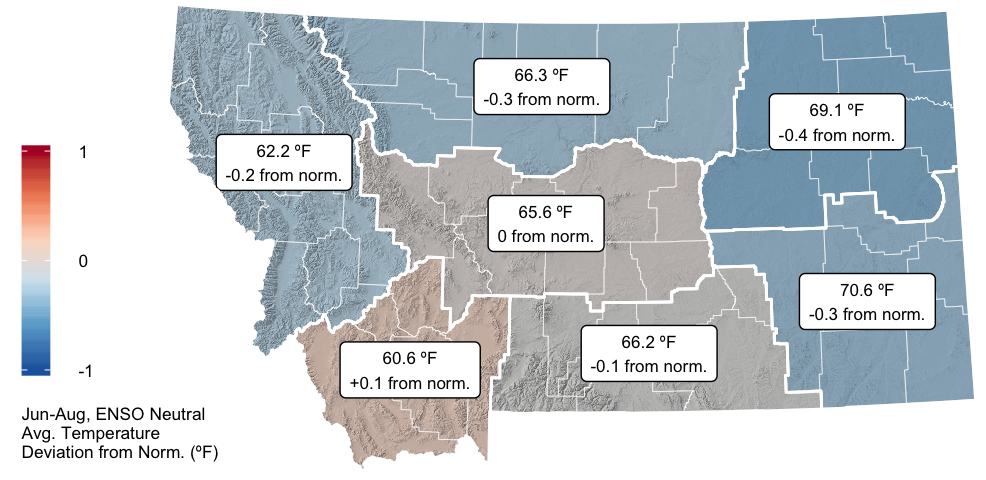 66.3 ºF
-0.3 from norm.
69.1 ºF
-0.4 from norm.
62.2 ºF
-0.2 from norm.
65.6 ºF
0 from norm.
70.6 ºF
-0.3 from norm.
66.2 ºF
-0.1 from norm.
60.6 ºF
+0.1 from norm.
1
0
-1
Jun-Aug, ENSO Neutral
Avg. Temperature
Deviation from Norm. (ºF)